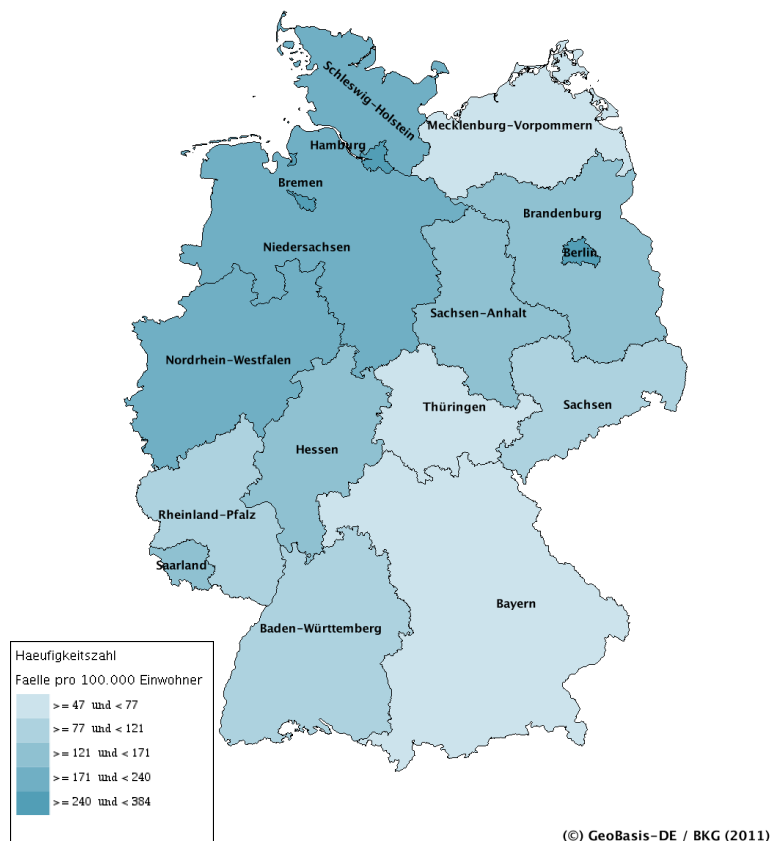 Schleswig-Holstein
Mecklenburg-Vorpommern
Hamburg
Bremen
Brandenburg
Niedersachsen
Berlin
Sachsen-Anhalt
Nordrhein-Westfalen
Thüringen
Sachsen
Hessen
Rheinland-Pfalz
Saarland
Bayern
Baden-Württemberg
Haeufigkeitszahl
Faelle pro 100.000 Einwohner
>= 47 und < 77
>= 77 und < 121
>= 121 und < 171
>= 171 und < 240
>= 240 und < 384
(©) GeoBasis-DE / BKG (2011)